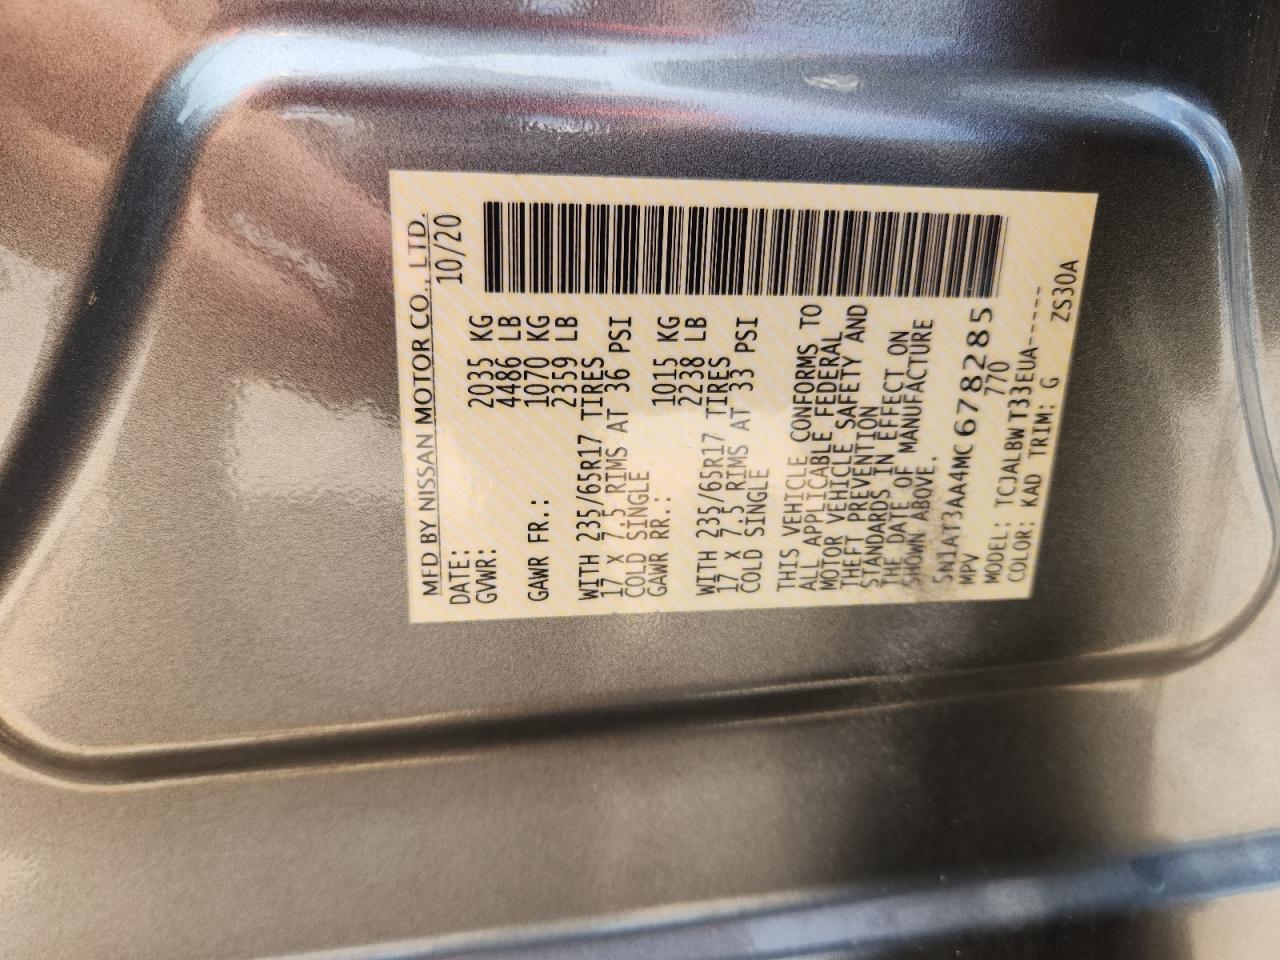 MFD BY NISSAN MOTOR CO., LTD.
DATE: 10/20
GVWR: 2035 KG
4486 LB
GAWR FR.: 1070 KG
2359 LB
WITH 235/65R17 TIRES
17 X 7.5 RIMS AT 36 PSI
COLD SINGLE
GAWR RR.: 1015 KG
2238 LB
WITH 235/65R17 TIRES
17 X 7.5 RIMS AT 33 PSI
COLD SINGLE
THIS VEHICLE CONFORMS TO
ALL APPLICABLE FEDERAL
MOTOR VEHICLE SAFETY AND
THEFT PREVENTION
STANDARDS IN EFFECT ON
THE DATE OF MANUFACTURE
SHOWN ABOVE.
5N1AT3AA4MC678285
MPV 770
MODEL: TCJALBWT33EUA-----
COLOR: KAD TRIM: G ZS30A